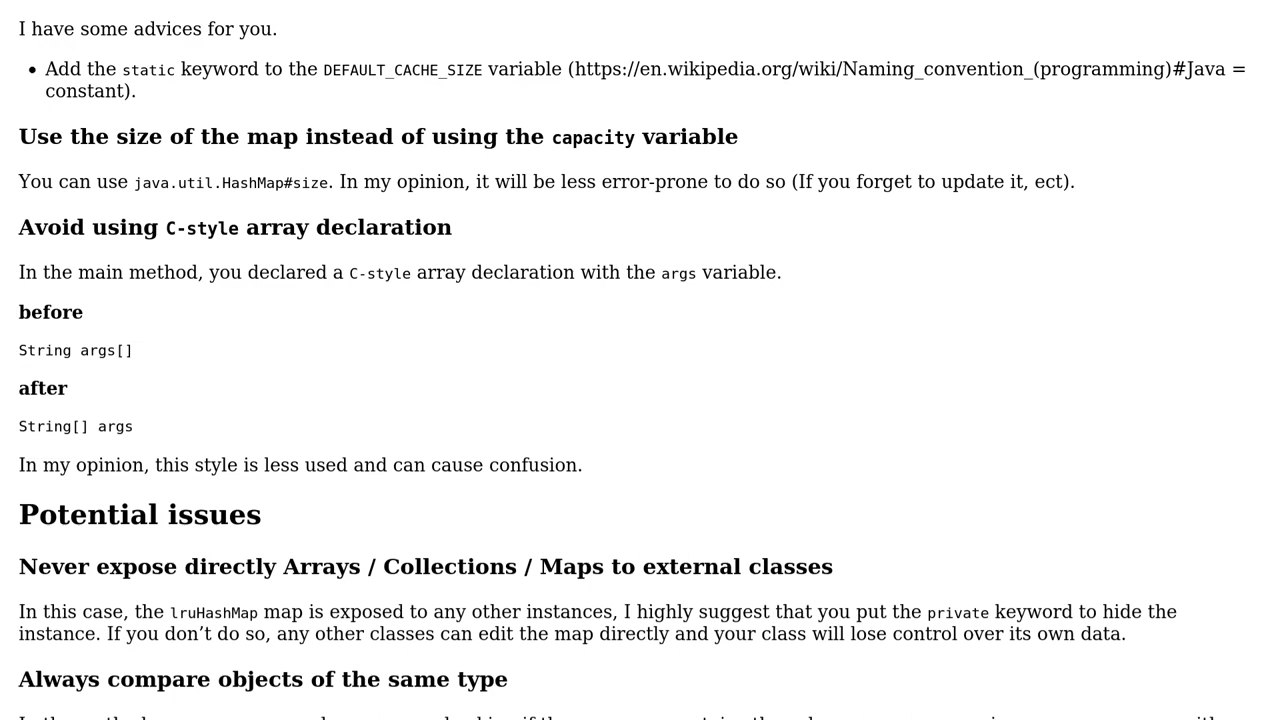 I have some advices for you.
• Add the static keyword to the DEFAULT_CACHE_SIZE variable (https://en.wikipedia.org/wiki/Naming_convention_(programming)#Java =
constant).
Use the size of the map instead of using the capacity variable
You can use java.util.HashMap#size. In my opinion, it will be less error-prone to do so (If you forget to update it, ect).
Avoid using C-style array declaration
In the main method, you declared a C-style array declaration with the args variable.
before
String args[]
after
String[] args
In my opinion, this style is less used and can cause confusion.
Potential issues
Never expose directly Arrays / Collections / Maps to external classes
In this case, the lruHashMap map is exposed to any other instances, I highly suggest that you put the private keyword to hide the
instance. If you don’t do so, any other classes can edit the map directly and your class will lose control over its own data.
Always compare objects of the same type